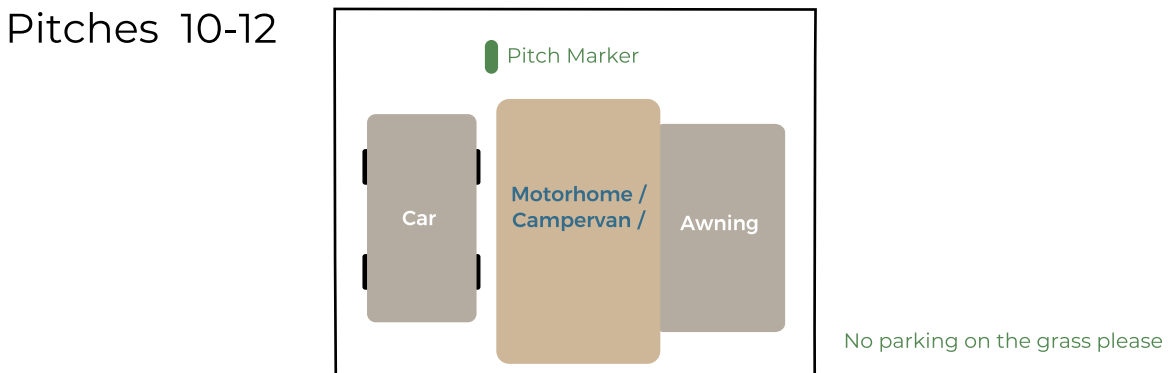 Pitches 10-12
Pitch Marker
Motorhome /
Campervan /
Car
Awning
No parking on the grass please